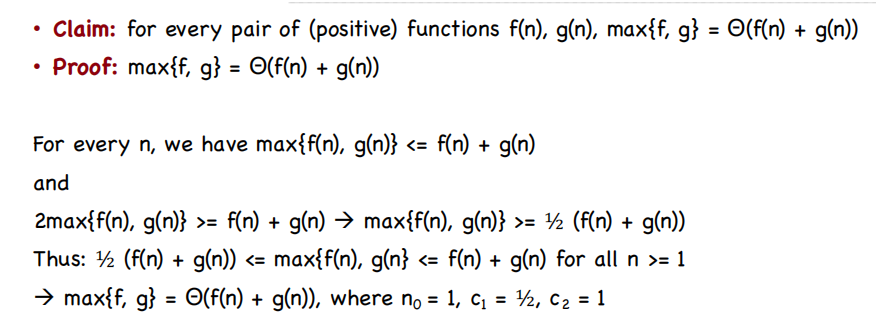 • Claim: for every pair of (positive) functions f(n), g(n), max{f, g} = Θ(f(n) + g(n))
• Proof: max{f, g} = Θ(f(n) + g(n))
For every n, we have max{f(n), g(n)} <= f(n) + g(n)
and
2max{f(n), g(n)} >= f(n) + g(n) → max{f(n), g(n)} >= ½ (f(n) + g(n))
Thus: ½ (f(n) + g(n)) <= max{f(n), g(n} <= f(n) + g(n) for all n >= 1
→ max{f, g} = Θ(f(n) + g(n)), where n₀ = 1, c₁ = ½, c₂ = 1